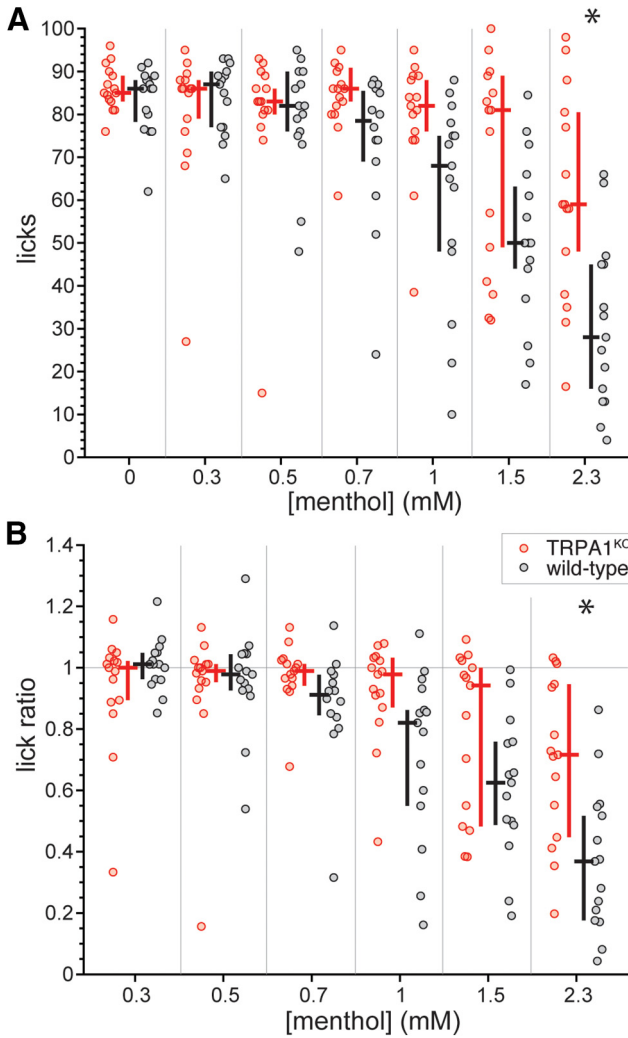 A
*
100
90
80
70
60
50
40
30
20
10
0
licks
0 0.3 0.5 0.7 1 1.5 2.3
[menthol] (mM)
B
TRPA1KO
wild-type
*
1.4
1.2
1
0.8
0.6
0.4
0.2
0
lick ratio
0.3 0.5 0.7 1 1.5 2.3
[menthol] (mM)